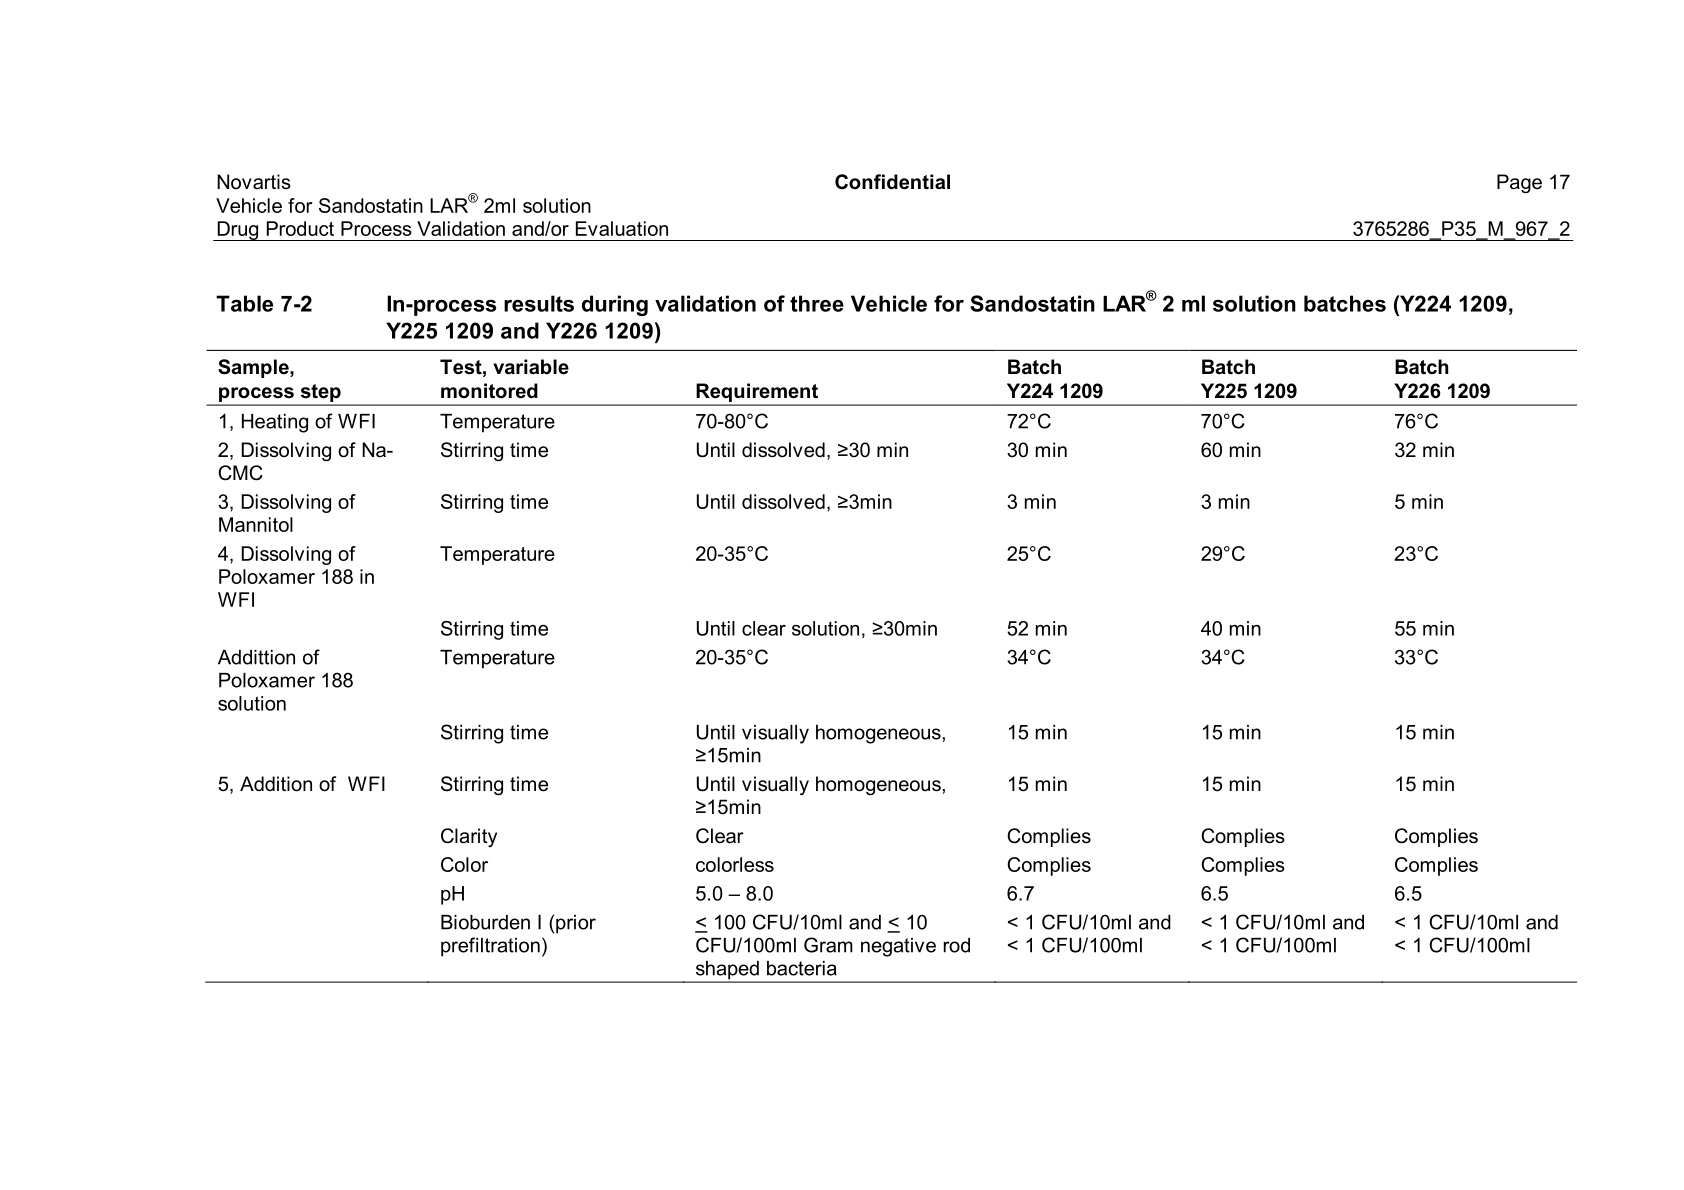 Novartis Confidential Page 17
Vehicle for Sandostatin LAR® 2ml solution
Drug Product Process Validation and/or Evaluation 3765286_P35_M_967_2
Table 7-2 In-process results during validation of three Vehicle for Sandostatin LAR® 2 ml solution batches (Y224 1209,
Y225 1209 and Y226 1209)
Sample, Test, variable Batch Batch Batch
process step monitored Requirement Y224 1209 Y225 1209 Y226 1209
1, Heating of WFI Temperature 70-80°C 72°C 70°C 76°C
2, Dissolving of Na- Stirring time Until dissolved, ≥30 min 30 min 60 min 32 min
CMC
3, Dissolving of Stirring time Until dissolved, ≥3min 3 min 3 min 5 min
Mannitol
4, Dissolving of Temperature 20-35°C 25°C 29°C 23°C
Poloxamer 188 in
WFI
Stirring time Until clear solution, ≥30min 52 min 40 min 55 min
Addittion of Temperature 20-35°C 34°C 34°C 33°C
Poloxamer 188
solution
Stirring time Until visually homogeneous, 15 min 15 min 15 min
≥15min
5, Addition of WFI Stirring time Until visually homogeneous, 15 min 15 min 15 min
≥15min
Clarity Clear Complies Complies Complies
Color colorless Complies Complies Complies
pH 5.0 – 8.0 6.7 6.5 6.5
Bioburden I (prior < 100 CFU/10ml and < 10 < 1 CFU/10ml and < 1 CFU/10ml and < 1 CFU/10ml and
prefiltration) CFU/100ml Gram negative rod < 1 CFU/100ml < 1 CFU/100ml < 1 CFU/100ml
shaped bacteria